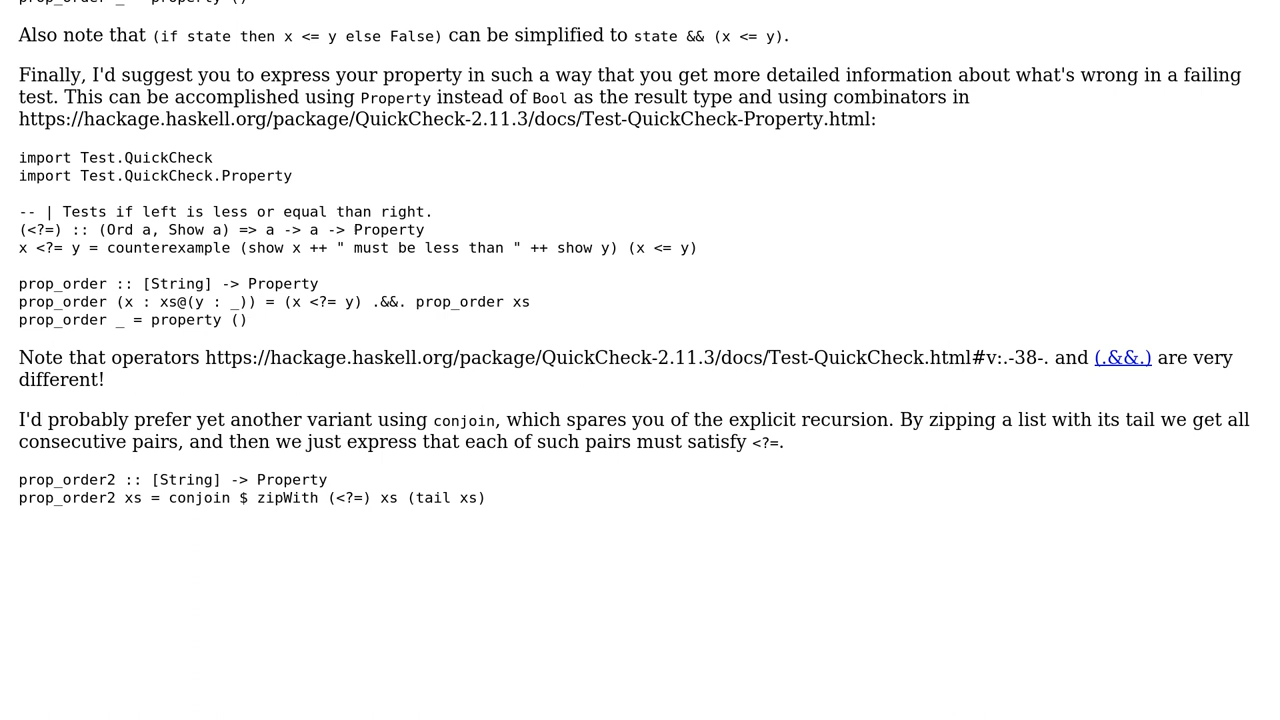 prop_order _ = property ()
Also note that (if state then x <= y else False) can be simplified to state && (x <= y).
Finally, I'd suggest you to express your property in such a way that you get more detailed information about what's wrong in a failing
test. This can be accomplished using Property instead of Bool as the result type and using combinators in
https://hackage.haskell.org/package/QuickCheck-2.11.3/docs/Test-QuickCheck-Property.html:
import Test.QuickCheck
import Test.QuickCheck.Property
-- | Tests if left is less or equal than right.
(<?=) :: (Ord a, Show a) => a -> a -> Property
x <?= y = counterexample (show x ++ " must be less than " ++ show y) (x <= y)
prop_order :: [String] -> Property
prop_order (x : xs@(y : _)) = (x <?= y) .&&. prop_order xs
prop_order _ = property ()
Note that operators https://hackage.haskell.org/package/QuickCheck-2.11.3/docs/Test-QuickCheck.html#v:.-38-. and (.&&.) are very
different!
I'd probably prefer yet another variant using conjoin, which spares you of the explicit recursion. By zipping a list with its tail we get all
consecutive pairs, and then we just express that each of such pairs must satisfy <?=.
prop_order2 :: [String] -> Property
prop_order2 xs = conjoin $ zipWith (<?=) xs (tail xs)